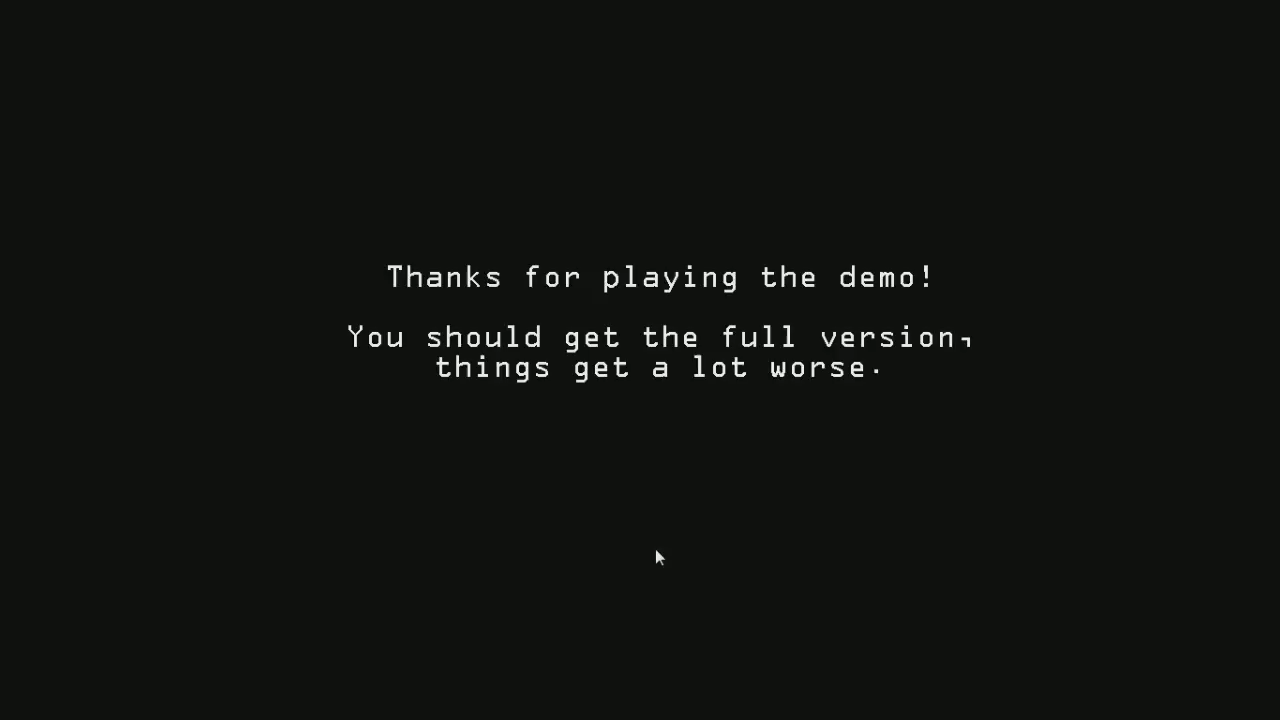 Thanks for playing the demo!
You should get the full version,
things get a lot worse.